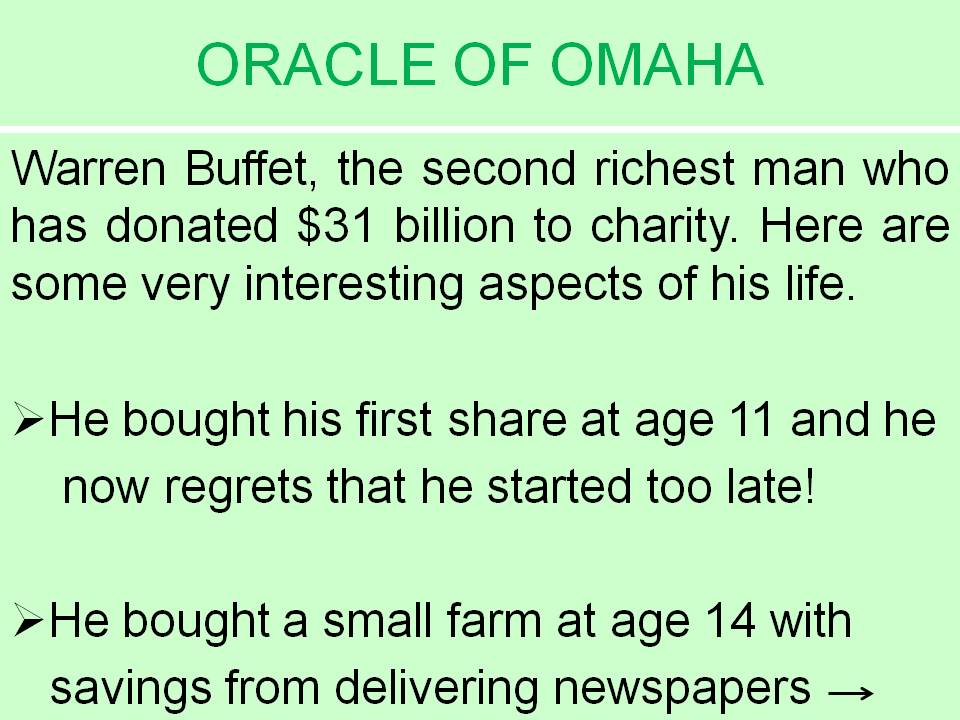 ORACLE OF OMAHA
Warren Buffet, the second richest man who
has donated $31 billion to charity. Here are
some very interesting aspects of his life.
➢He bought his first share at age 11 and he
now regrets that he started too late!
➢He bought a small farm at age 14 with
savings from delivering newspapers →